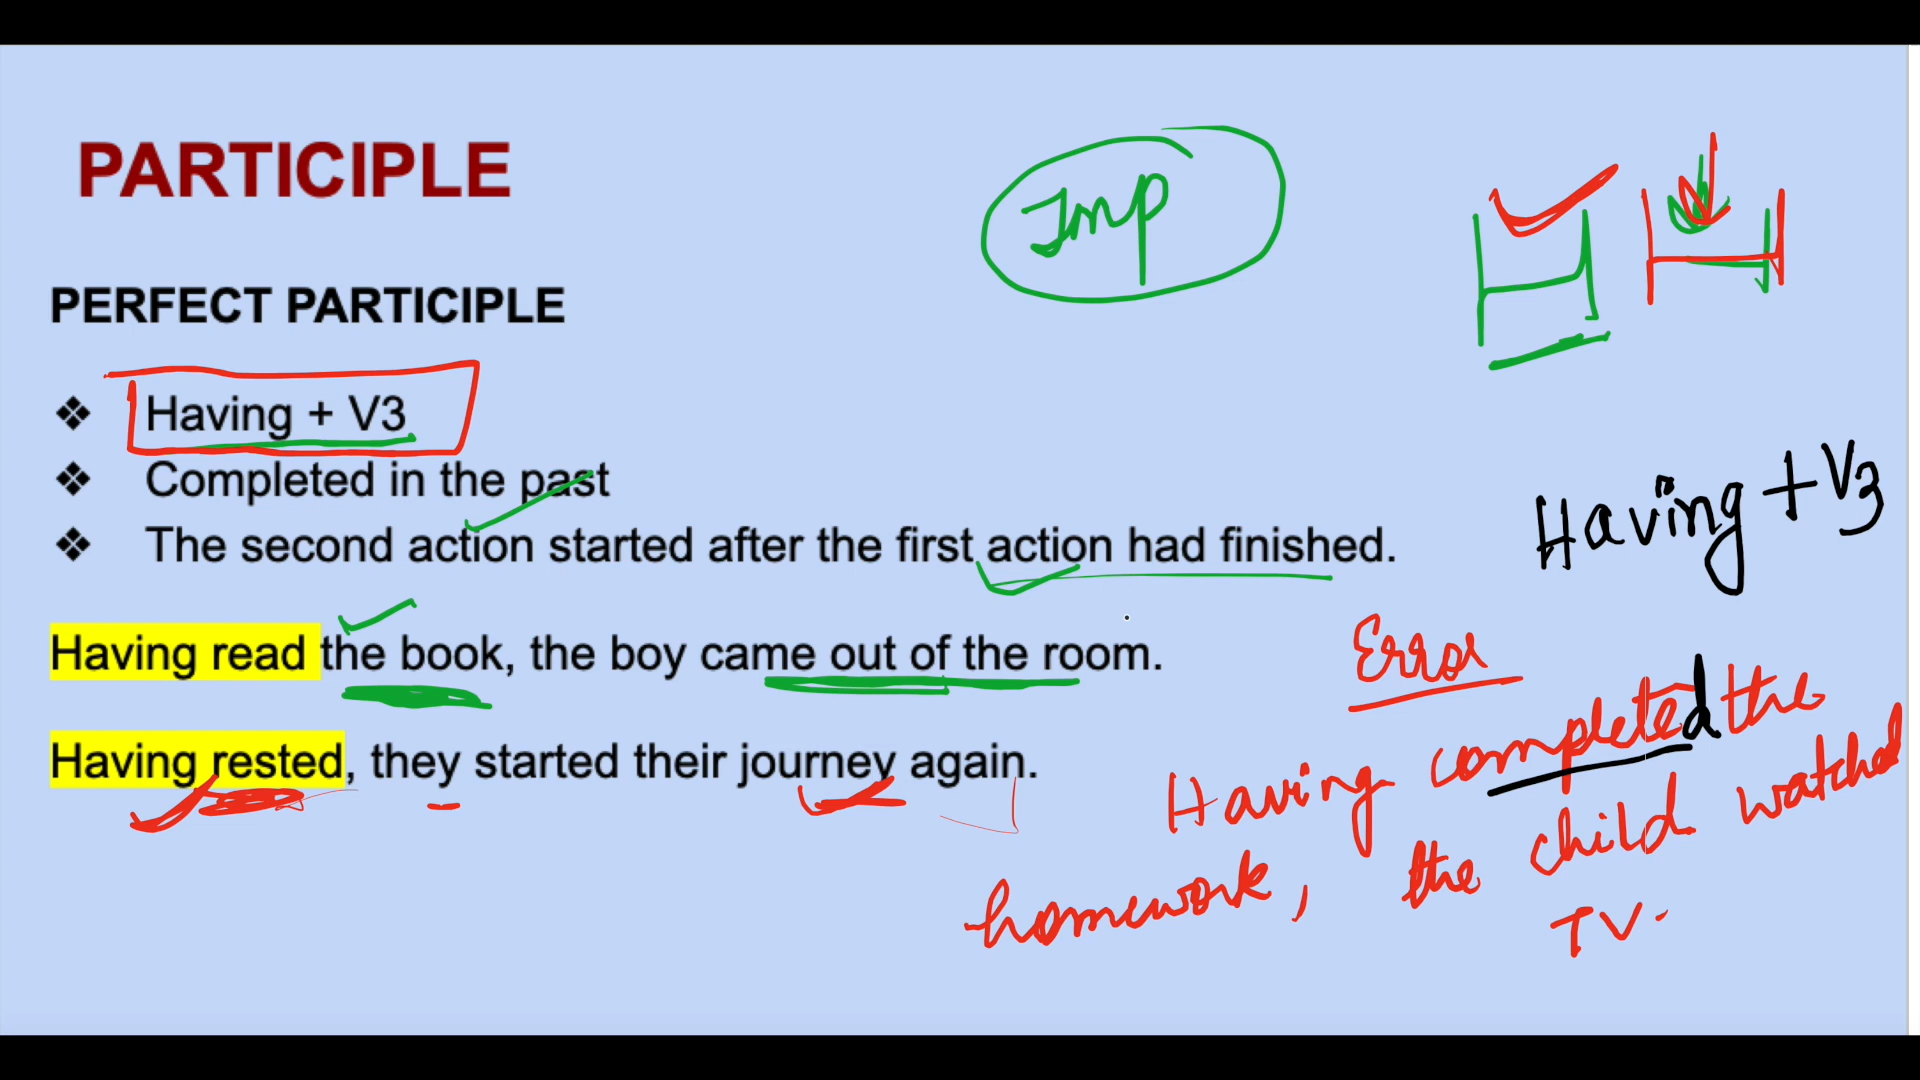 PARTICIPLE
Imp
PERFECT PARTICIPLE
❖ Having + V3
❖ Completed in the past
❖ The second action started after the first action had finished.
Having + V3
Having read the book, the boy came out of the room.
Having rested, they started their journey again.
Error
Having completed the
homework, the child watched
TV.